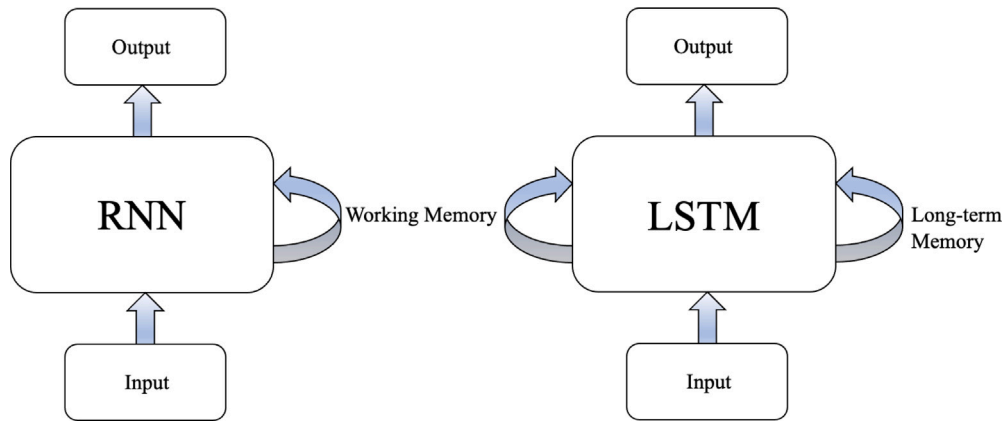 Output
Output
RNN
Working Memory
LSTM
Long-term
Memory
Input
Input